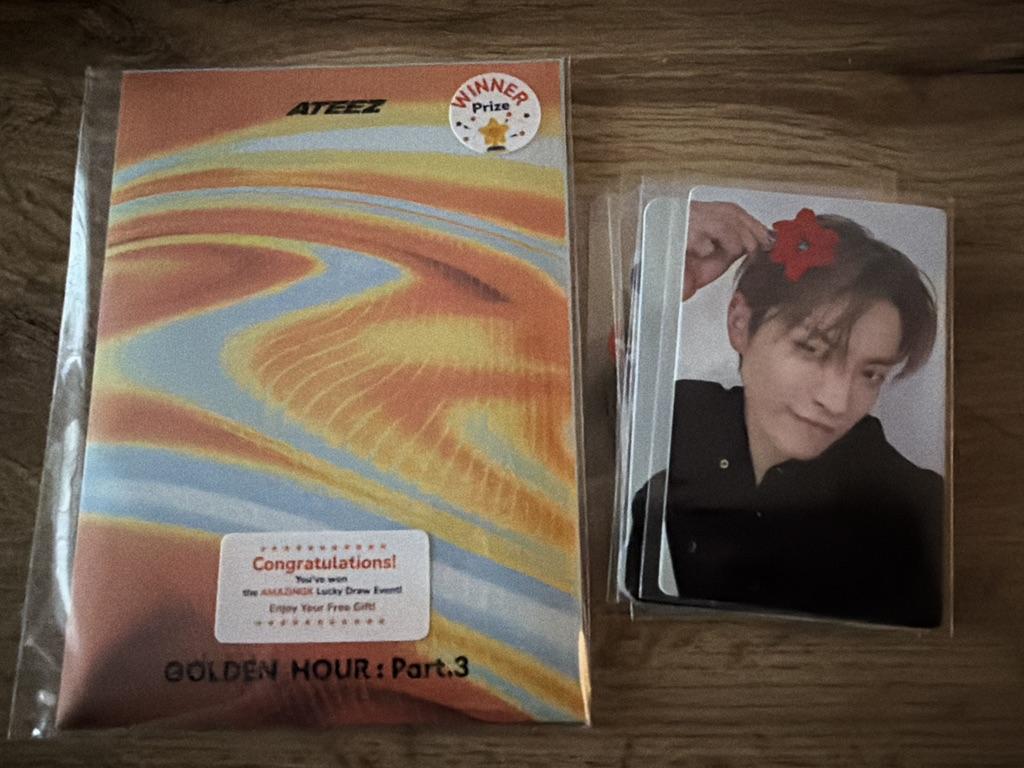 ATEEZ
WINNER
Prize
Congratulations!
You've won
the AMAZINGK Lucky Draw Event!
Enjoy Your Free Gift!
GOLDEN HOUR : Part.3